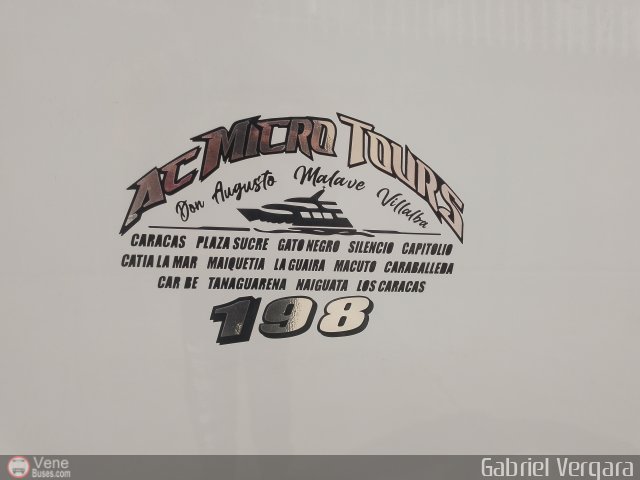 AC MICRO TOURS
Don Augusto Malave Villalba
CARACAS PLAZA SUCRE GATO NEGRO SILENCIO CAPITOLIO
CATIA LA MAR MAIQUETIA LA GUAIRA MACUTO CARABALLEDA
CAR BE TANAGUARENA NAIGUATA LOS CARACAS
198
Vene
Buses.com
Gabriel Vergara